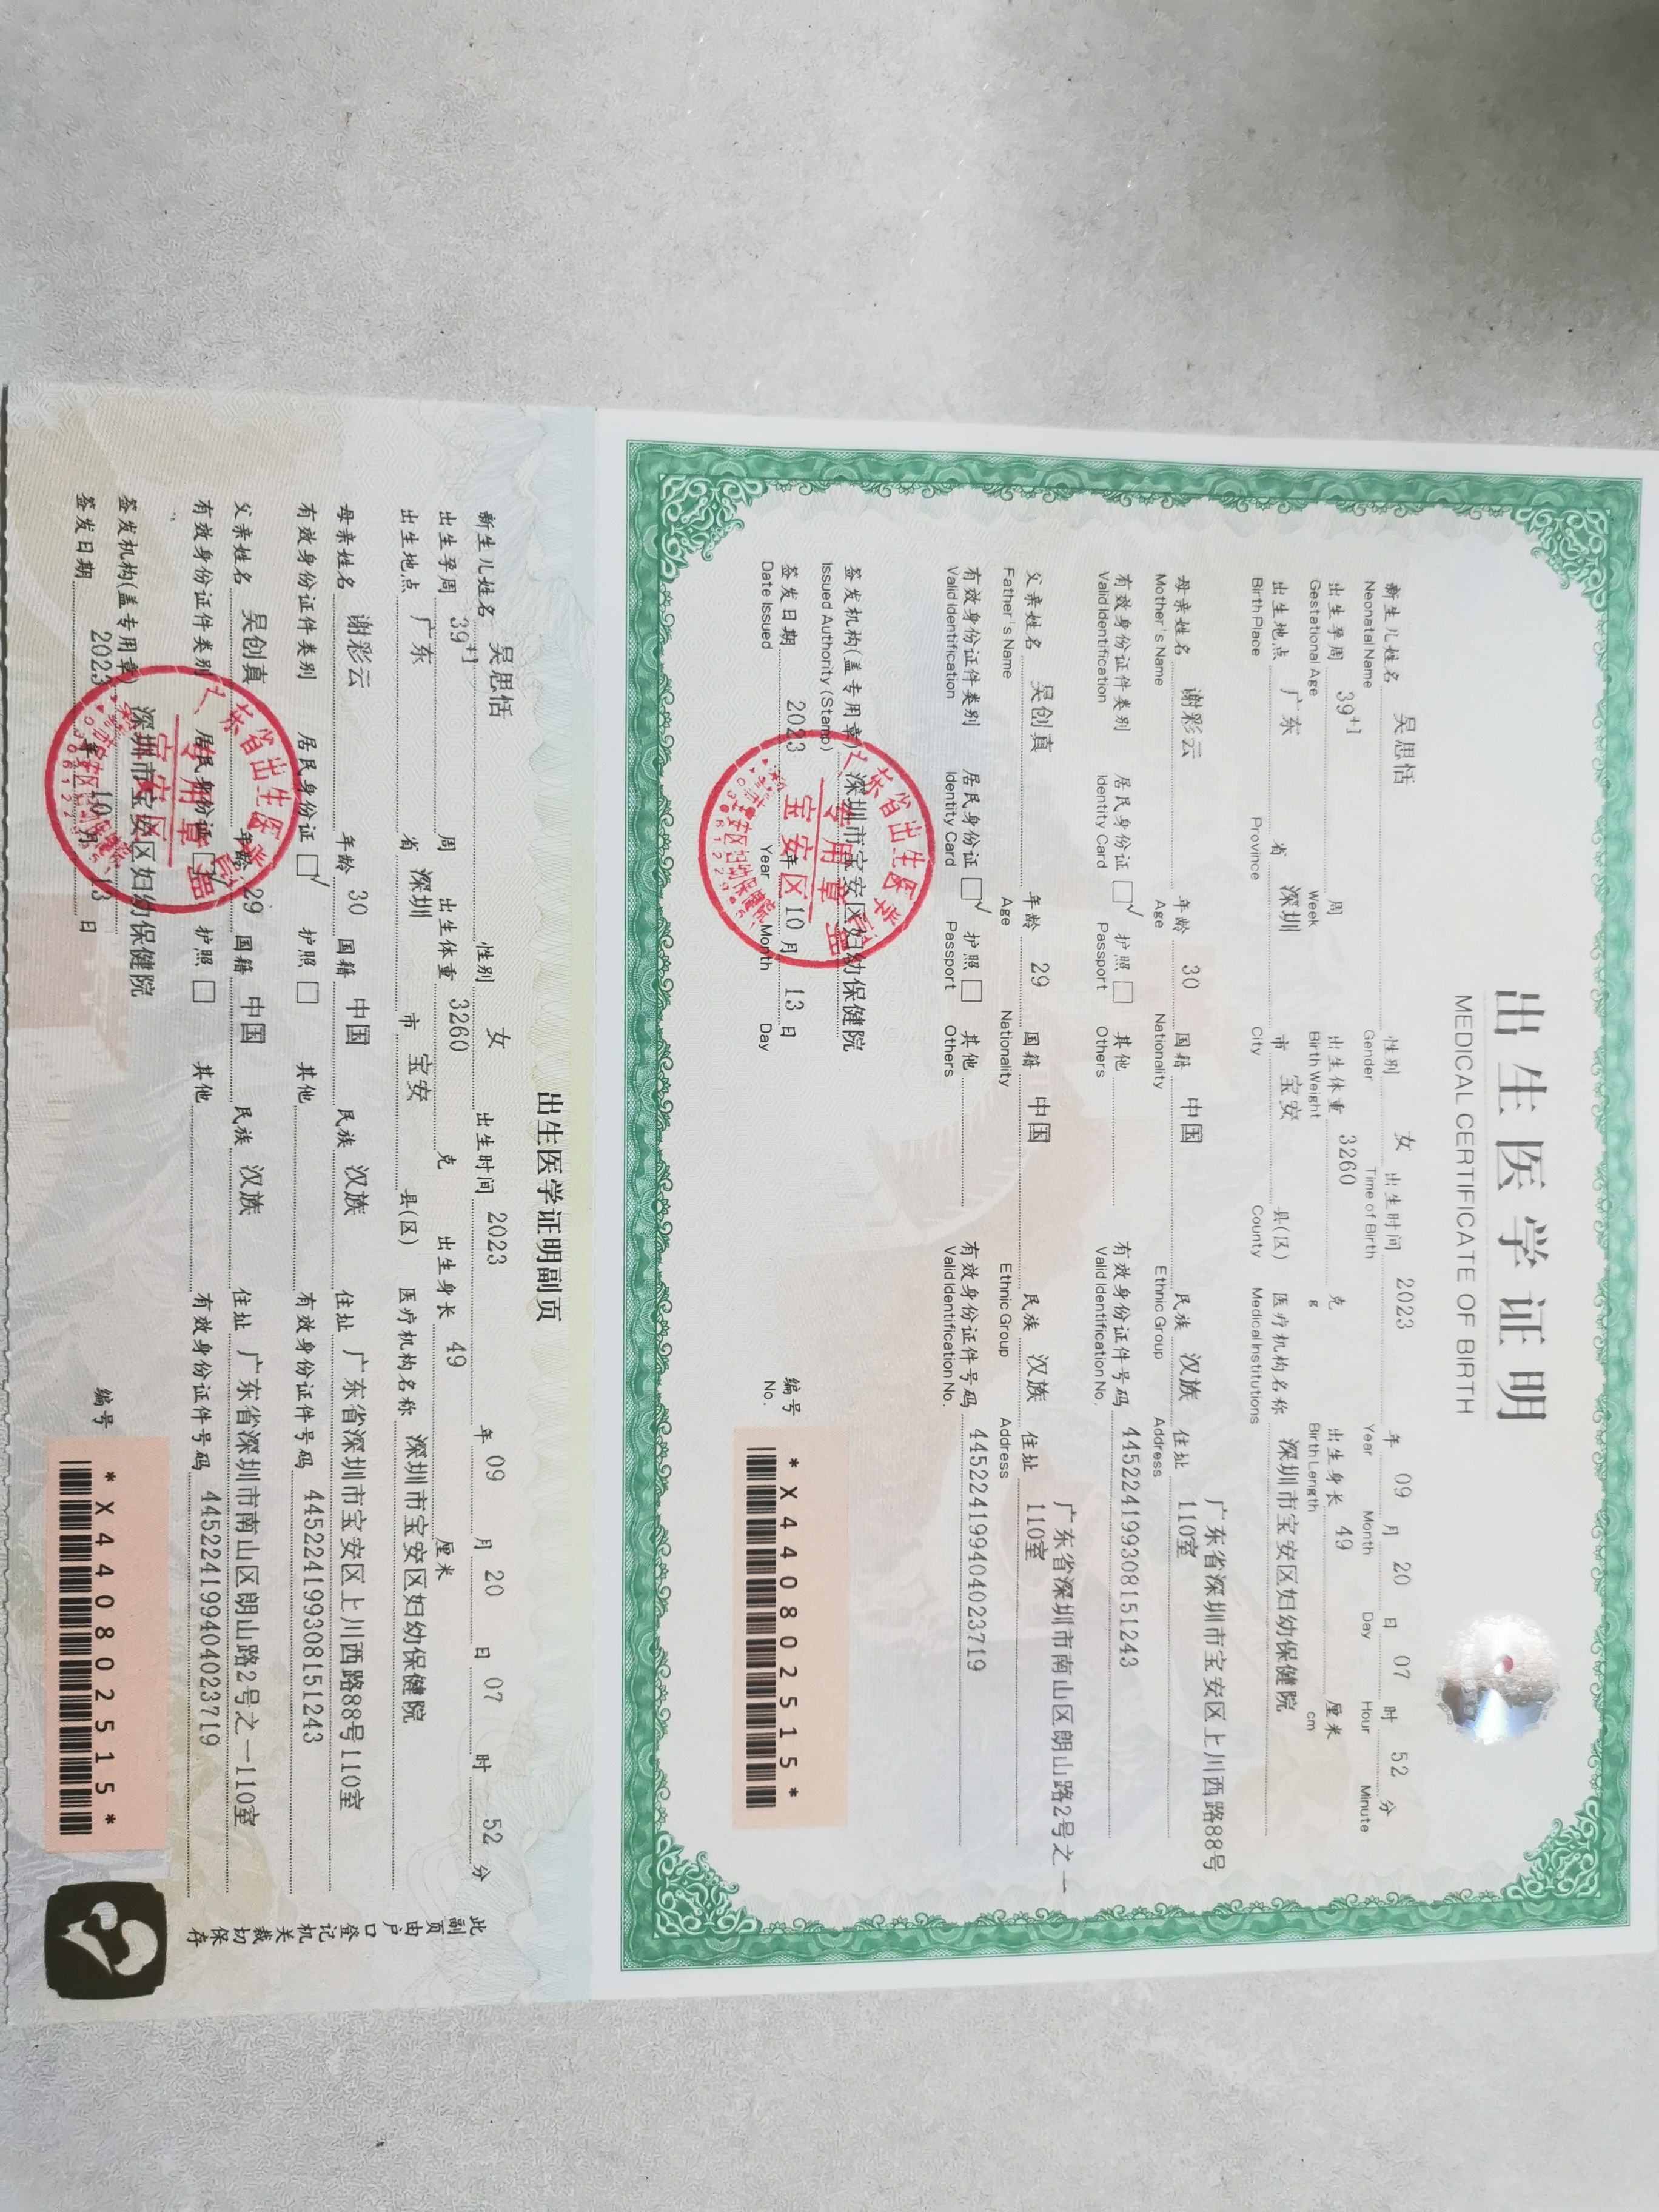 出生医学证明
MEDICAL CERTIFICATE OF BIRTH
新生儿姓名 吴思恬 性别 女 出生时间 2023 年 09 月 20 日 07 时 52 分
Neonatal Name Gender Time of Birth Year Month Day Hour Minute
出生孕周 39+1 周 出生体重 3260 克 出生身长 49 厘米
Gestational Age Week Birth Weight g Birth Length cm
出生地点 广东 省 深圳 市 宝安 县(区) 医疗机构名称 深圳市宝安区妇幼保健院
Birth Place Province City County Medical Institutions
母亲姓名 谢彩云 年龄 30 国籍 中国 民族 汉族 住址 广东省深圳市宝安区上川西路88号110室
Mother's Name Age Nationality Ethnic Group Address
有效身份证件类别 居民身份证 ✓ 护照 其他 有效身份证件号码 445224199308151243
Valid Identification Identity Card Passport Others Valid Identification No.
父亲姓名 吴创真 年龄 29 国籍 中国 民族 汉族 住址 广东省深圳市南山区朗山路2号之一110室
Father's Name Age Nationality Ethnic Group Address
有效身份证件类别 居民身份证 ✓ 护照 其他 有效身份证件号码 445224199404023719
Valid Identification Identity Card Passport Others Valid Identification No.
签发机构(盖专用章) 深圳市宝安区妇幼保健院
Issued Authority (Stamp)
签发日期 2023 年 10 月 13 日
Date Issued Year Month Day
广东省出生医学证明
专用章
宝安区
深圳市宝安区妇幼保健院
编号 *X440802515*
No.
出生医学证明副页
新生儿姓名 吴思恬 性别 女 出生时间 2023 年 09 月 20 日 07 时 52 分
出生孕周 39+1 周 出生体重 3260 克 出生身长 49 厘米
出生地点 广东 省 深圳 市 宝安 县(区) 医疗机构名称 深圳市宝安区妇幼保健院
母亲姓名 谢彩云 年龄 30 国籍 中国 民族 汉族 住址 广东省深圳市宝安区上川西路88号110室
有效身份证件类别 居民身份证 ✓ 护照 其他 有效身份证件号码 445224199308151243
父亲姓名 吴创真 年龄 29 国籍 中国 民族 汉族 住址 广东省深圳市南山区朗山路2号之一110室
有效身份证件类别 居民身份证 ✓ 护照 其他 有效身份证件号码 445224199404023719
签发机构(盖专用章) 深圳市宝安区妇幼保健院
签发日期 2023 年 10 月 13 日
广东省出生医学证明
专用章
宝安区
深圳市宝安区妇幼保健院
编号 *X440802515*
此副页由户口登记机关裁切保存